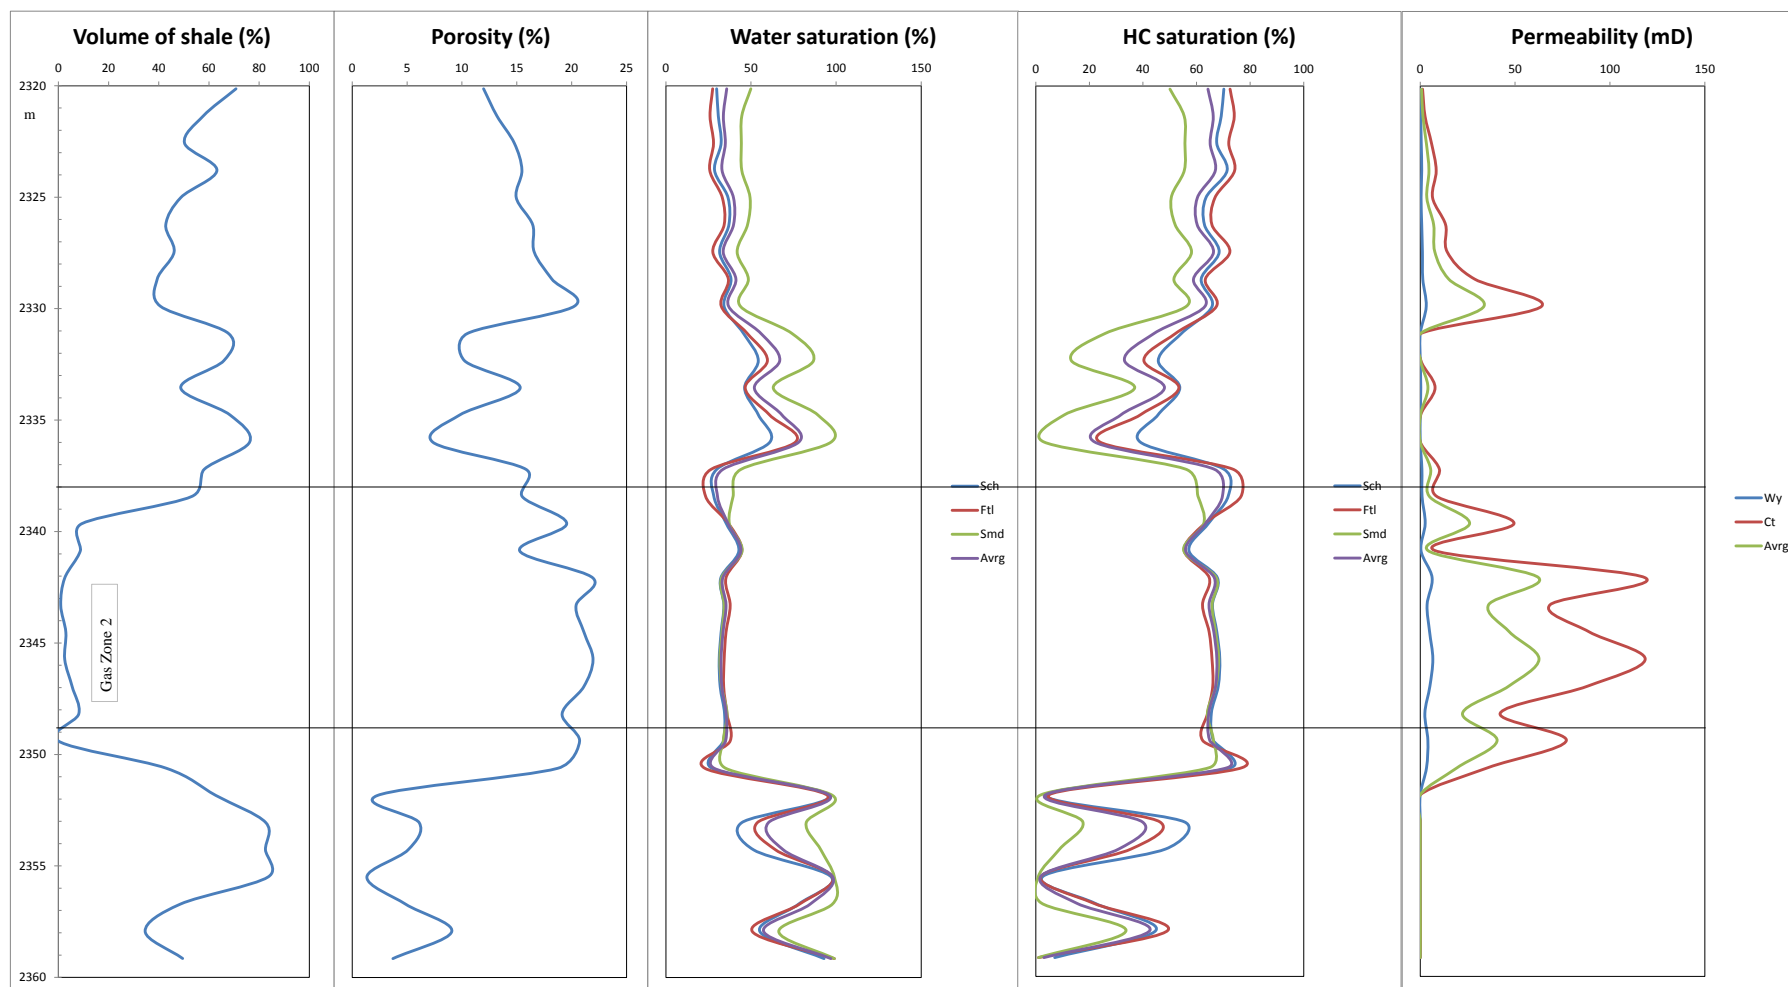 Volume of shale (%) Porosity (%) Water saturation (%) HC saturation (%) Permeability (mD)
0 20 40 60 80 100 0 5 10 15 20 25 0 50 100 150 0 20 40 60 80 100 0 50 100 150
2320
m
2325
2330
2335
Sch Sch
Wy
Ftl Ftl
Ct
2340
Smd Smd
Avrg
Avrg Avrg
Gas Zone 2
2345
2350
2355
2360